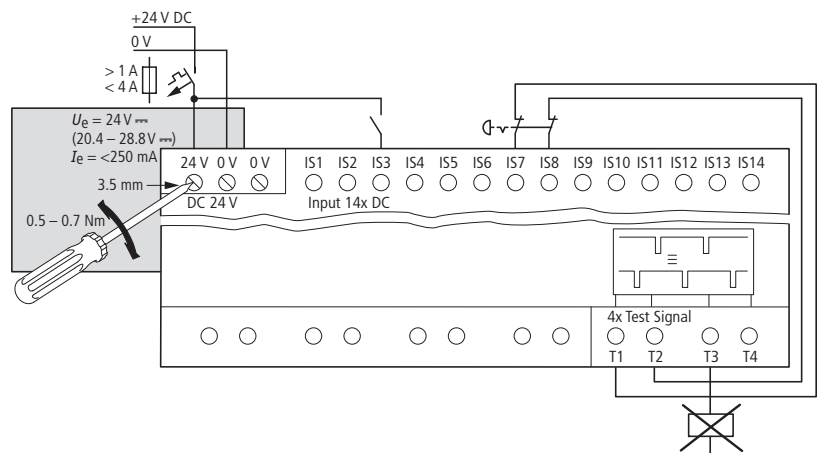 +24 V DC
0 V
> 1 A
< 4 A
Ue = 24 V ⎓
(20.4 – 28.8 V ⎓)
Ie = <250 mA
3.5 mm
0.5 – 0.7 Nm
24 V 0 V 0 V IS1 IS2 IS3 IS4 IS5 IS6 IS7 IS8 IS9 IS10 IS11 IS12 IS13 IS14
DC 24 V Input 14x DC
4x Test Signal
T1 T2 T3 T4